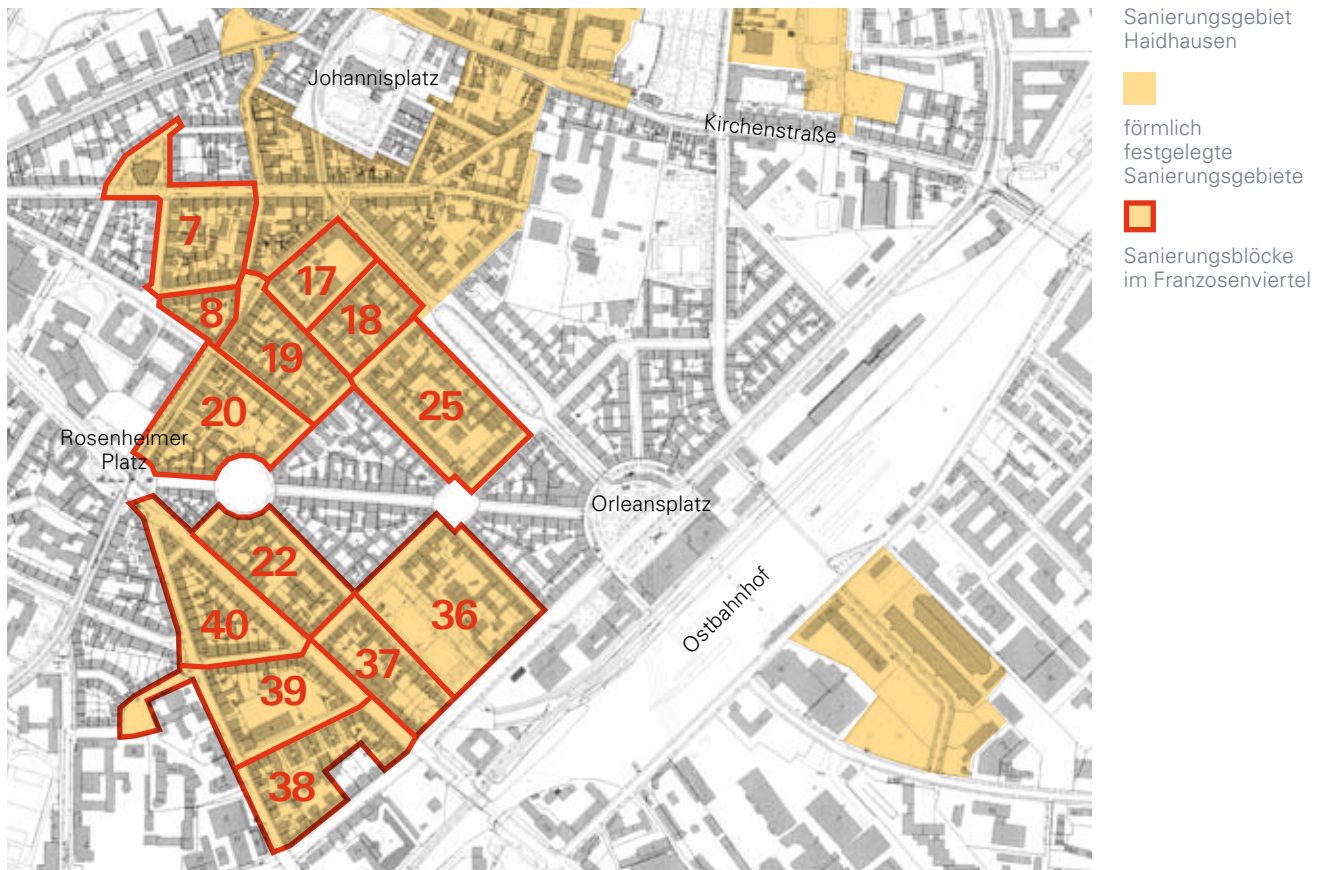 Sanierungsgebiet
Haidhausen
förmlich
festgelegte
Sanierungsgebiete
Sanierungsblöcke
im Franzosenviertel
Johannisplatz
Kirchenstraße
7
17
8
18
19
20
25
Rosenheimer
Platz
Orleansplatz
22
36
40
Ostbahnhof
37
39
38